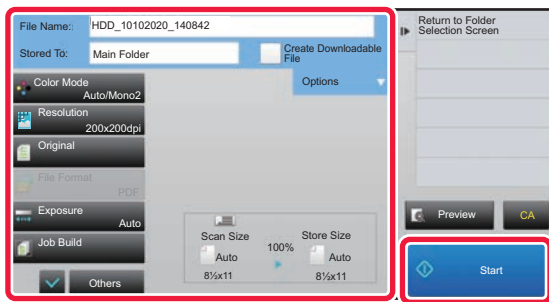 File Name:
HDD_10102020_140842
Stored To:
Main Folder
Create Downloadable
File
Options
Color Mode
Auto/Mono2
Resolution
200x200dpi
Original
File Format
PDF
Exposure
Auto
Job Build
Others
Scan Size
Auto
8½x11
100%
Store Size
Auto
8½x11
Return to Folder
Selection Screen
Preview
CA
Start